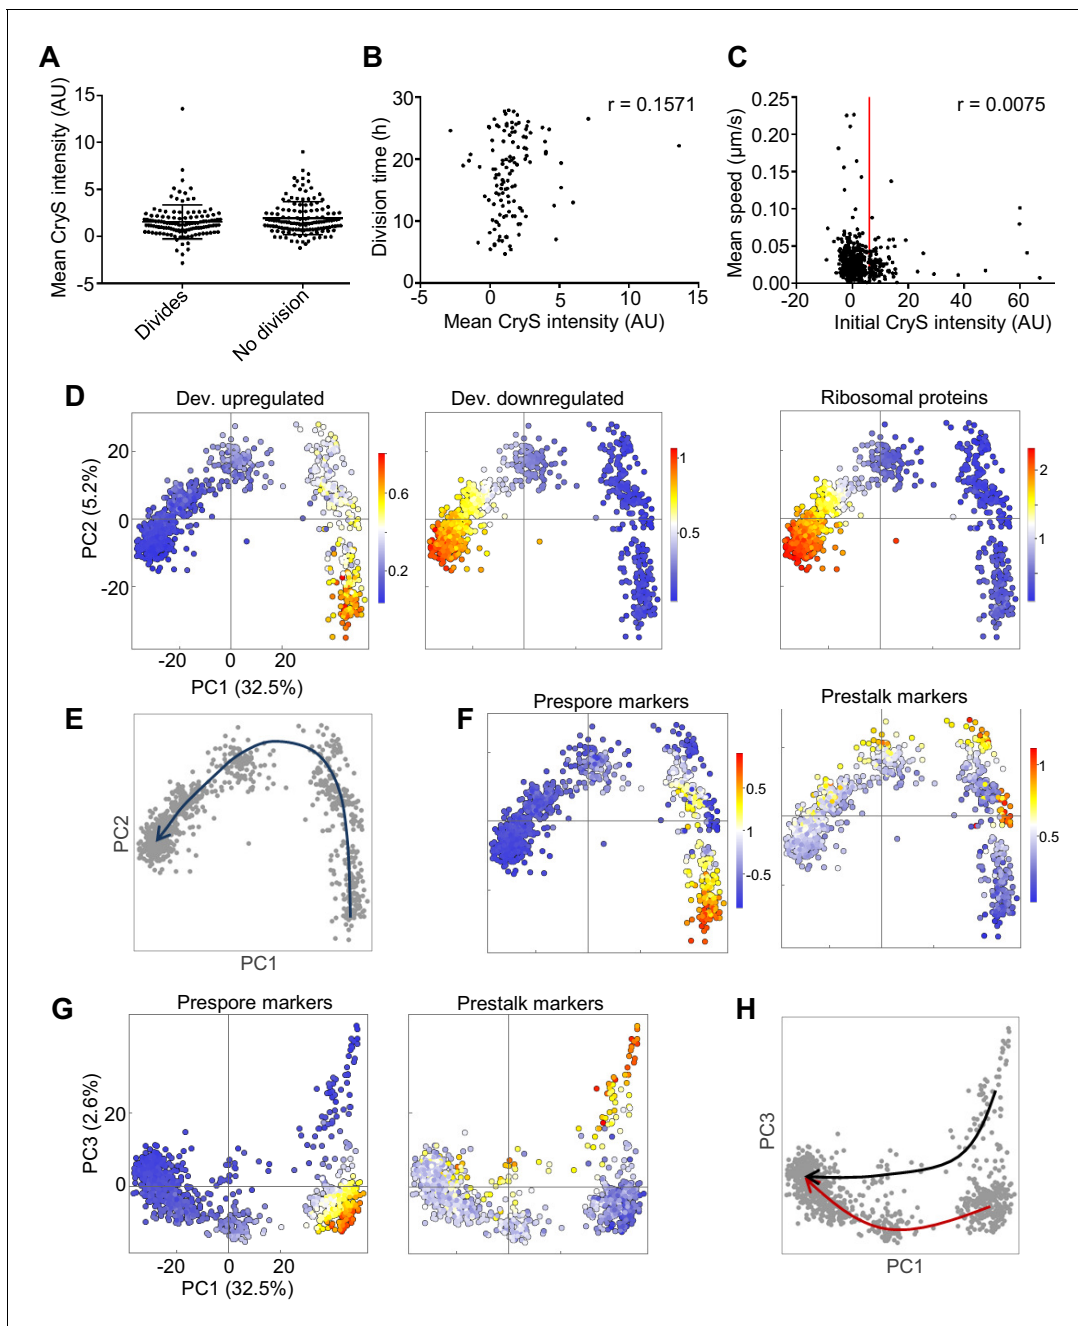 A
Mean CryS intensity (AU)
15
10
5
0
-5
Divides
No division
B
r = 0.1571
Division time (h)
30
20
10
0
-5
0
5
10
15
Mean CryS intensity (AU)
C
r = 0.0075
Mean speed (µm/s)
0.25
0.20
0.15
0.10
0.05
0.00
-20
0
20
40
60
Initial CryS intensity (AU)
D
Dev. upregulated
PC2 (5.2%)
20
0
-20
-20
0
20
PC1 (32.5%)
0.6
0.2
Dev. downregulated
1
0.5
Ribosomal proteins
2
1
E
PC2
PC1
F
Prespore markers
0.5
1
-0.5
Prestalk markers
1
0.5
G
Prespore markers
PC3 (2.6%)
20
0
-20
0
20
PC1 (32.5%)
Prestalk markers
H
PC3
PC1